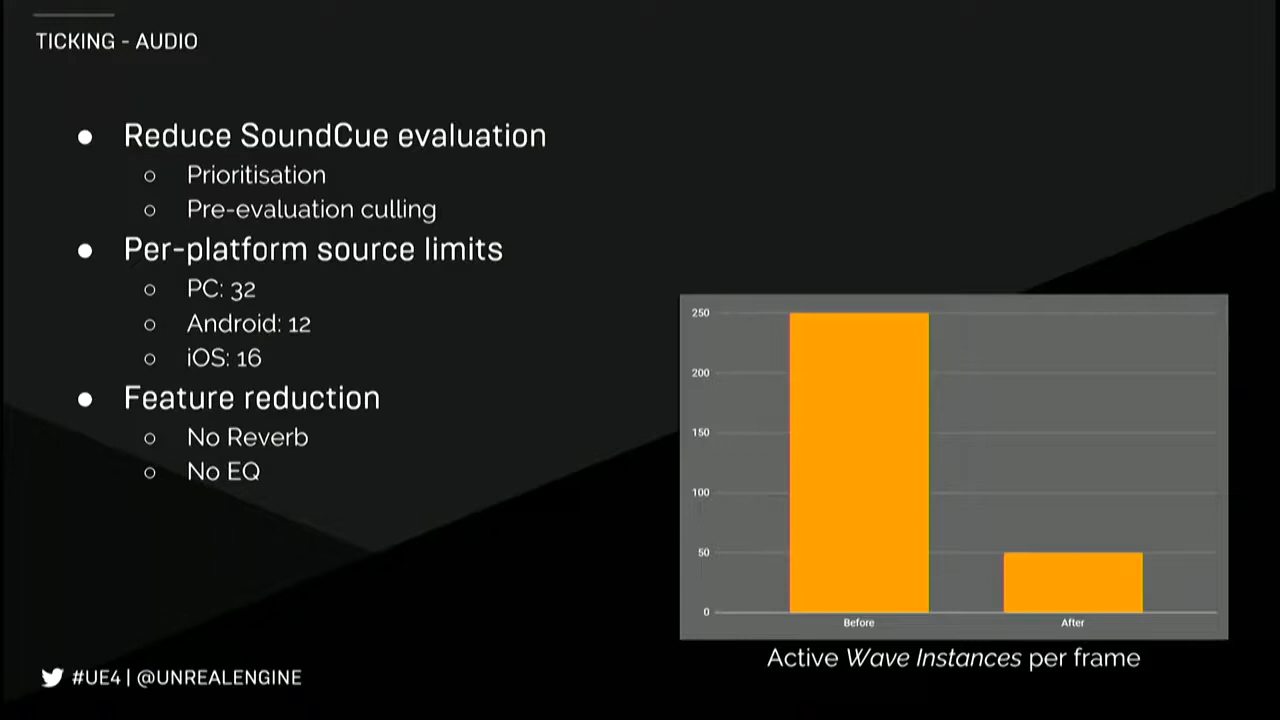 TICKING - AUDIO
● Reduce SoundCue evaluation
○ Prioritisation
○ Pre-evaluation culling
● Per-platform source limits
○ PC: 32
○ Android: 12
○ iOS: 16
● Feature reduction
○ No Reverb
○ No EQ
250
200
150
100
50
0
Before After
Active Wave Instances per frame
#UE4 | @UNREALENGINE